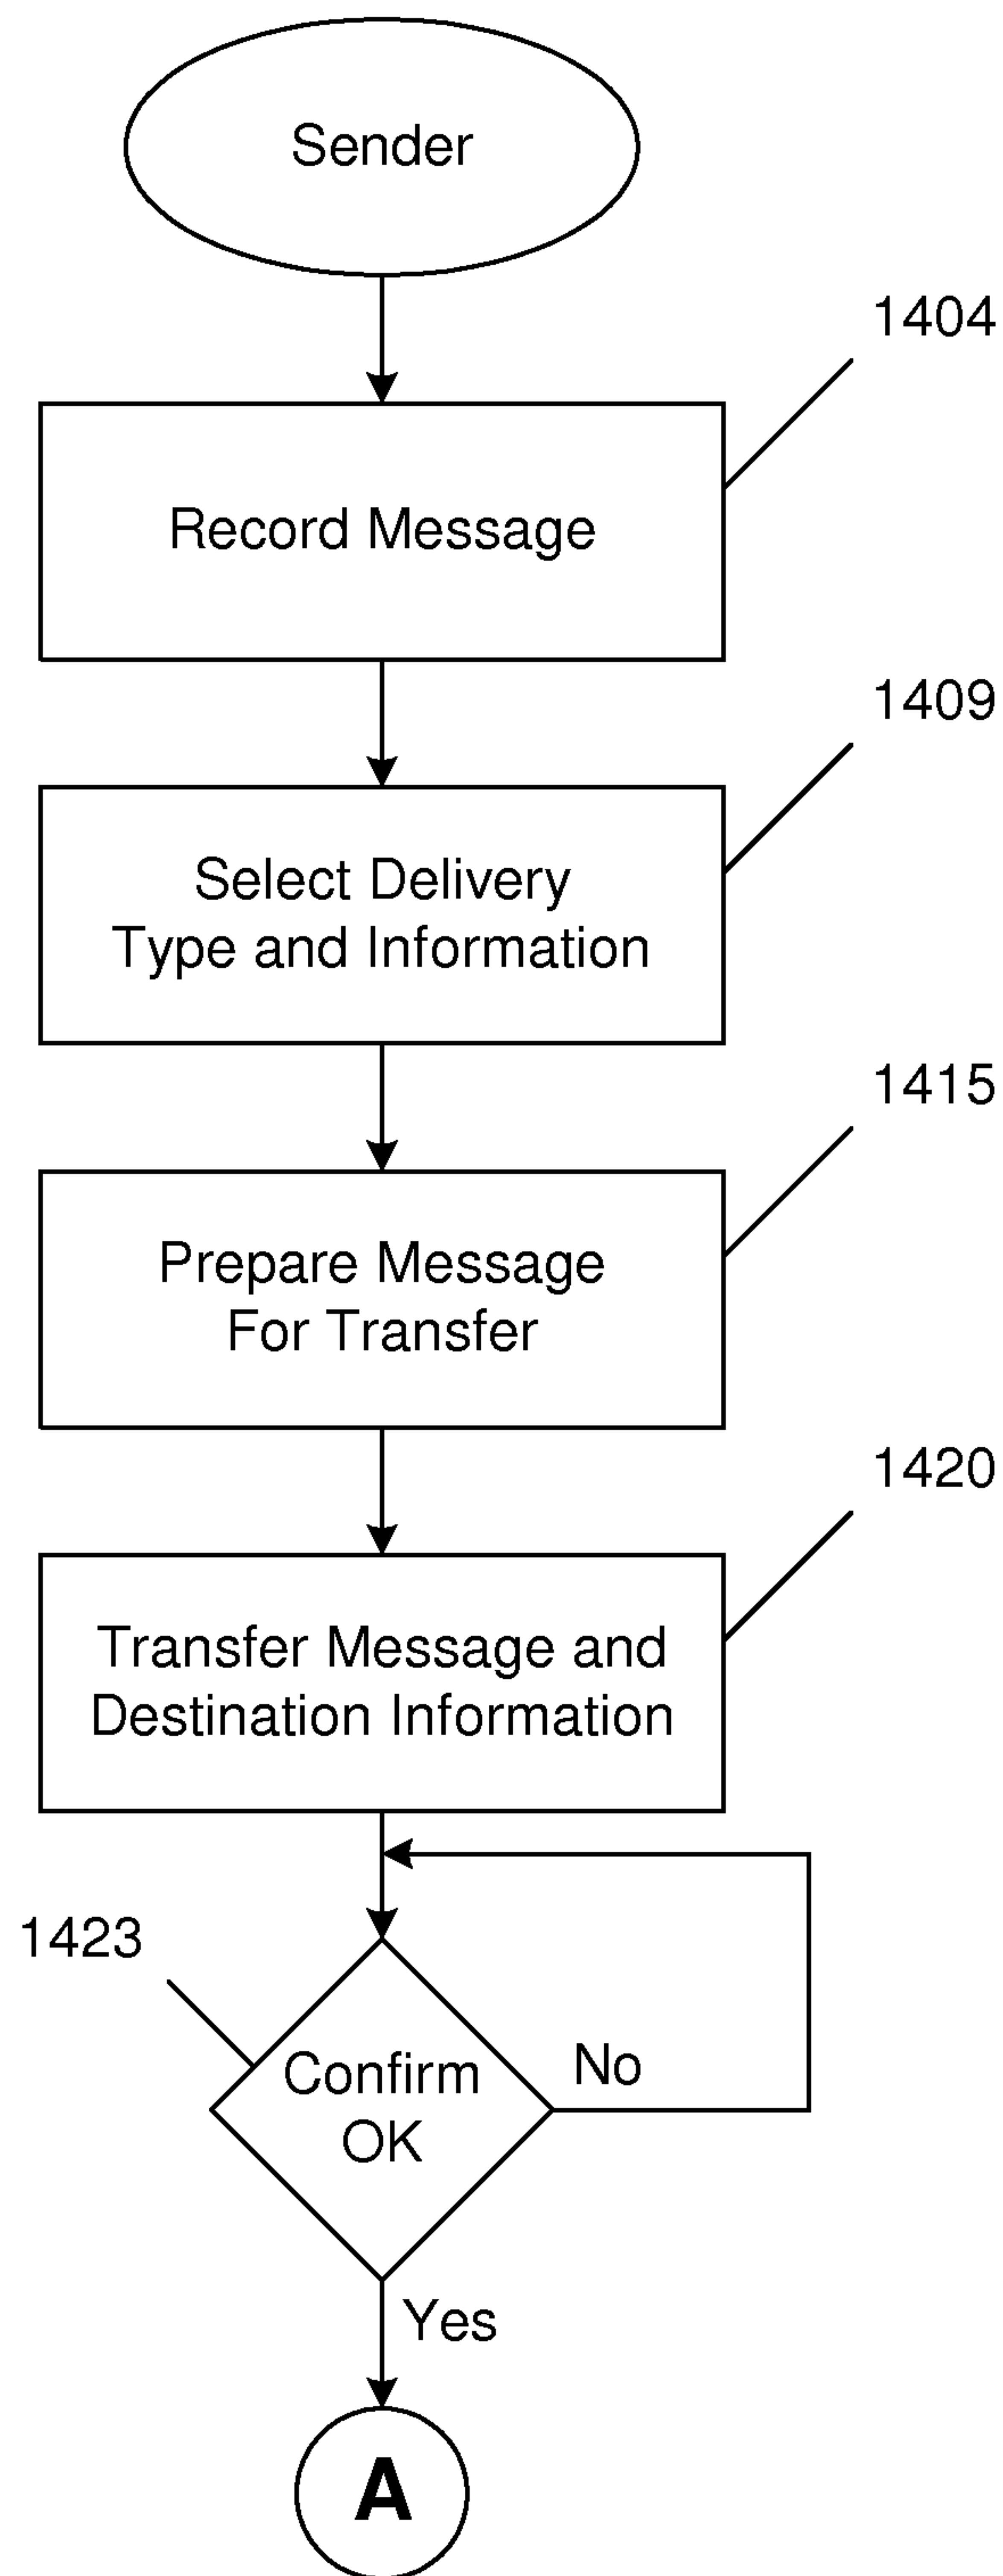 Sender
1404
Record Message
1409
Select Delivery
Type and Information
1415
Prepare Message
For Transfer
1420
Transfer Message and
Destination Information
1423
Confirm
OK
No
Yes
A